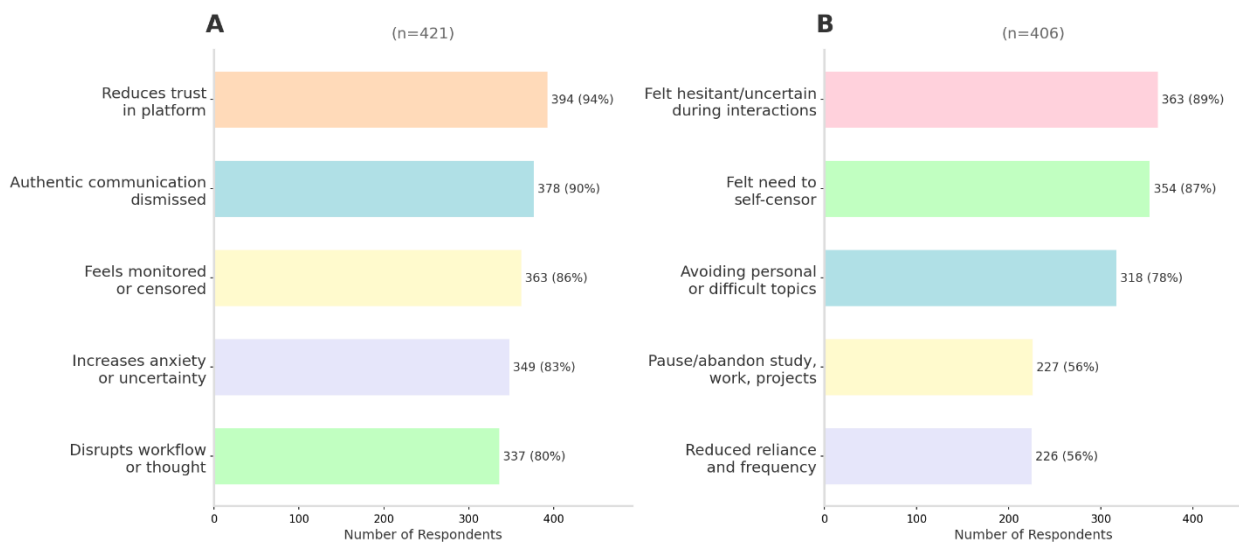 A
(n=421)
Reduces trust
in platform
394 (94%)
Authentic communication
dismissed
378 (90%)
Feels monitored
or censored
363 (86%)
Increases anxiety
or uncertainty
349 (83%)
Disrupts workflow
or thought
337 (80%)
0 100 200 300 400
Number of Respondents
B
(n=406)
Felt hesitant/uncertain
during interactions
363 (89%)
Felt need to
self-censor
354 (87%)
Avoiding personal
or difficult topics
318 (78%)
Pause/abandon study,
work, projects
227 (56%)
Reduced reliance
and frequency
226 (56%)
0 100 200 300 400
Number of Respondents